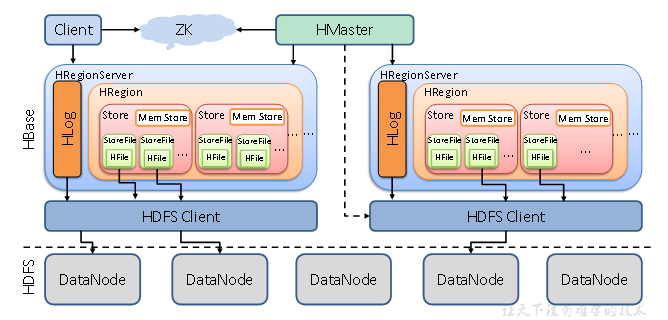 Client
ZK
HMaster
HBase
HRegionServer
HLog
HRegion
Store
Mem Store
StoreFile
HFile
StoreFile
HFile
...
Store
Mem Store
StoreFile
HFile
StoreFile
HFile
... ...
HDFS Client
HRegionServer
HLog
HRegion
Store
Mem Store
StoreFile
HFile
StoreFile
HFile
...
Store
Mem Store
StoreFile
HFile
...
... ...
HDFS Client
HDFS
DataNode
DataNode
DataNode
DataNode
DataNode
让天下没有难学的技术